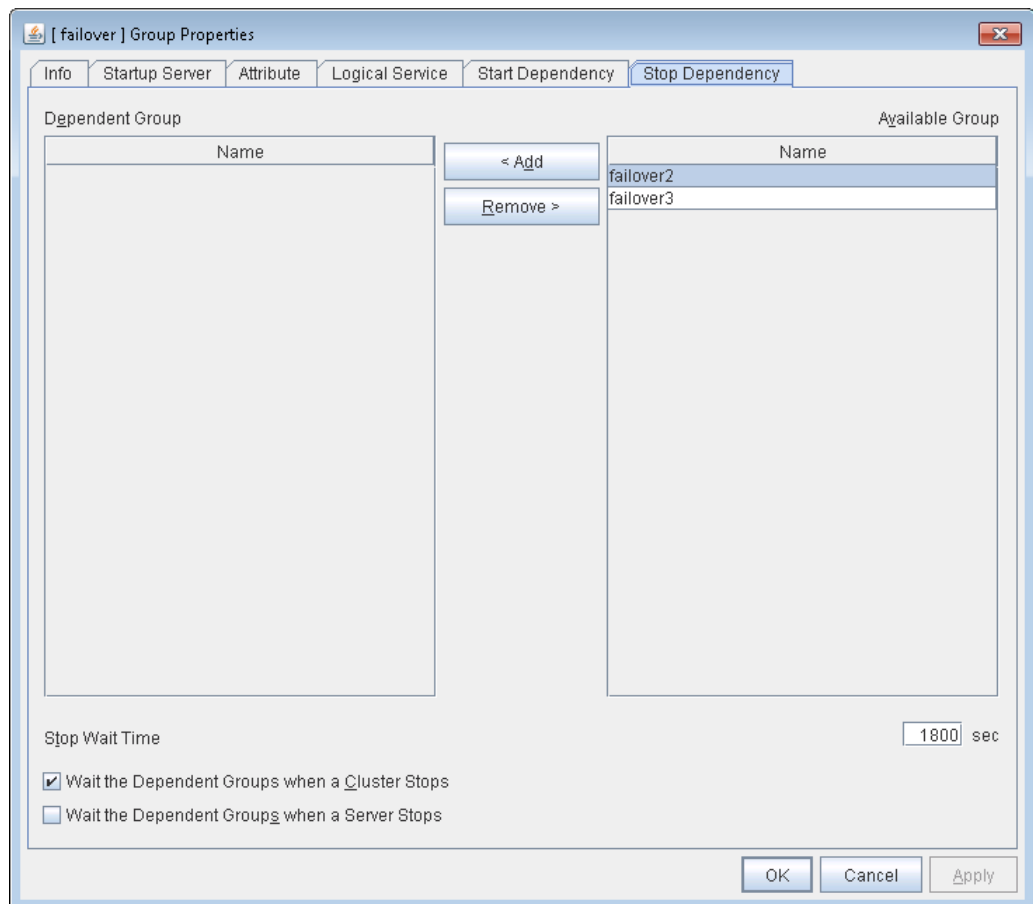 [ failover ] Group Properties
Info Startup Server Attribute Logical Service Start Dependency Stop Dependency
Dependent Group Available Group
Name < Add Name
failover2
Remove > failover3
Stop Wait Time 1800 sec
Wait the Dependent Groups when a Cluster Stops
Wait the Dependent Groups when a Server Stops
OK Cancel Apply